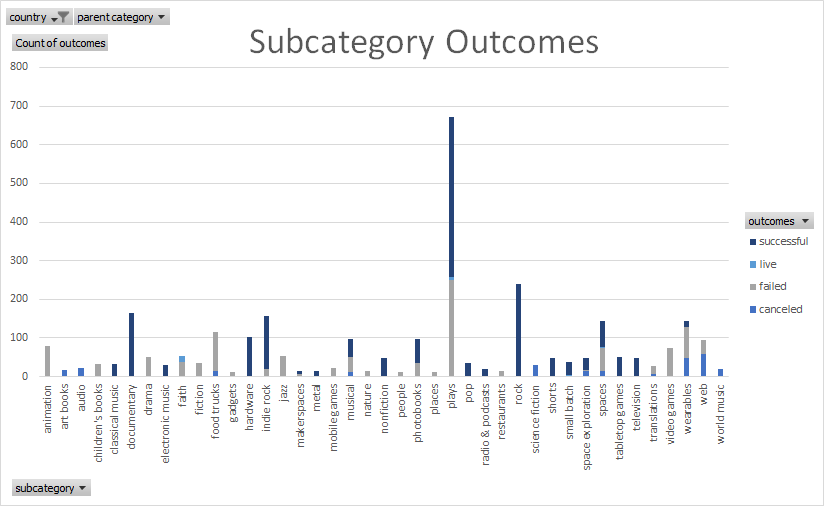 country parent category
Count of outcomes
Subcategory Outcomes
800
700
600
500
400
300
200
100
0
animation
art books
audio
children's books
classical music
documentary
drama
electronic music
faith
fiction
food trucks
gadgets
hardware
indie rock
jazz
makerspaces
metal
mobile games
musical
nature
nonfiction
people
photobooks
places
plays
pop
radio & podcasts
restaurants
rock
science fiction
shorts
small batch
space exploration
spaces
tabletop games
television
translations
video games
wearables
web
world music
outcomes
successful
live
failed
canceled
subcategory